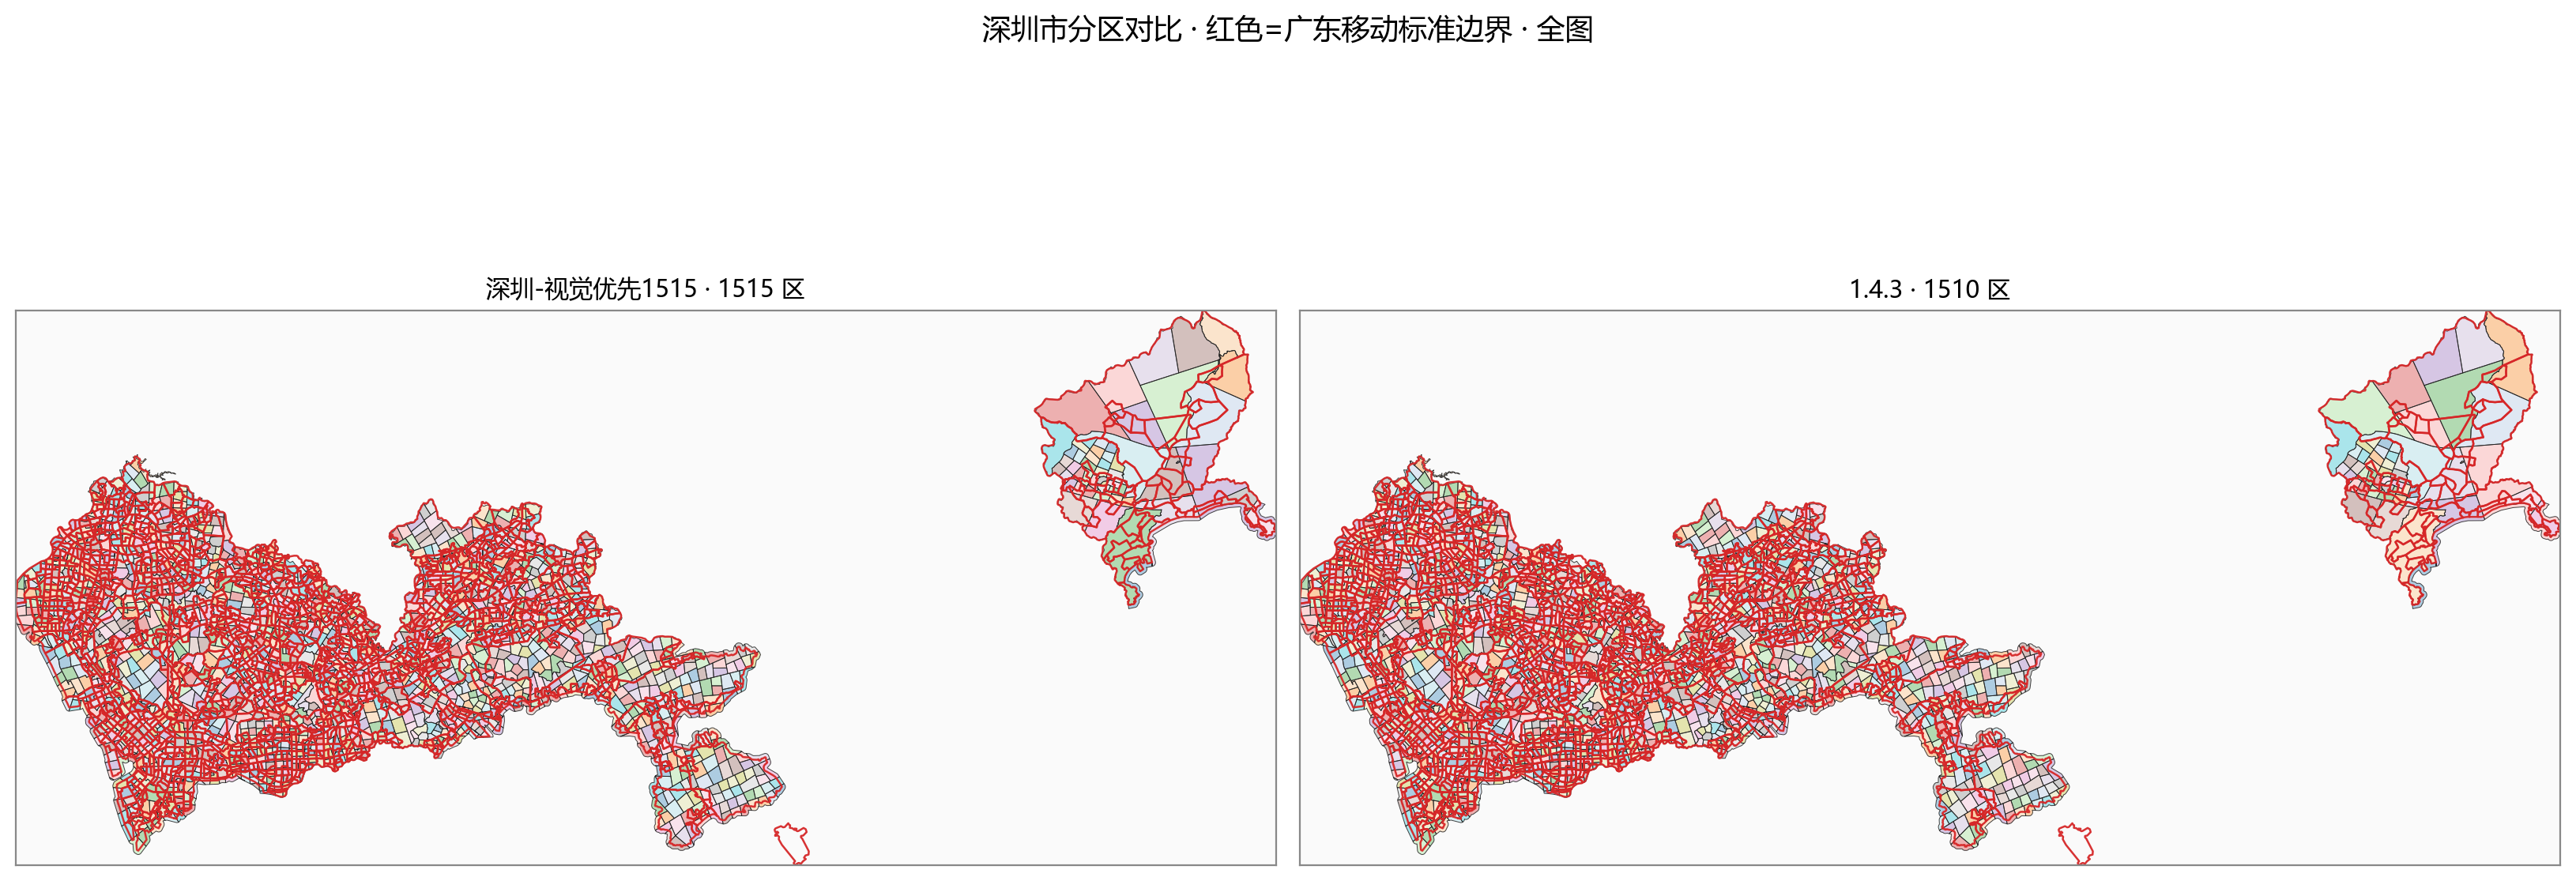 深圳市分区对比 · 红色=广东移动标准边界 · 全图
深圳-视觉优先1515 · 1515 区
1.4.3 · 1510 区